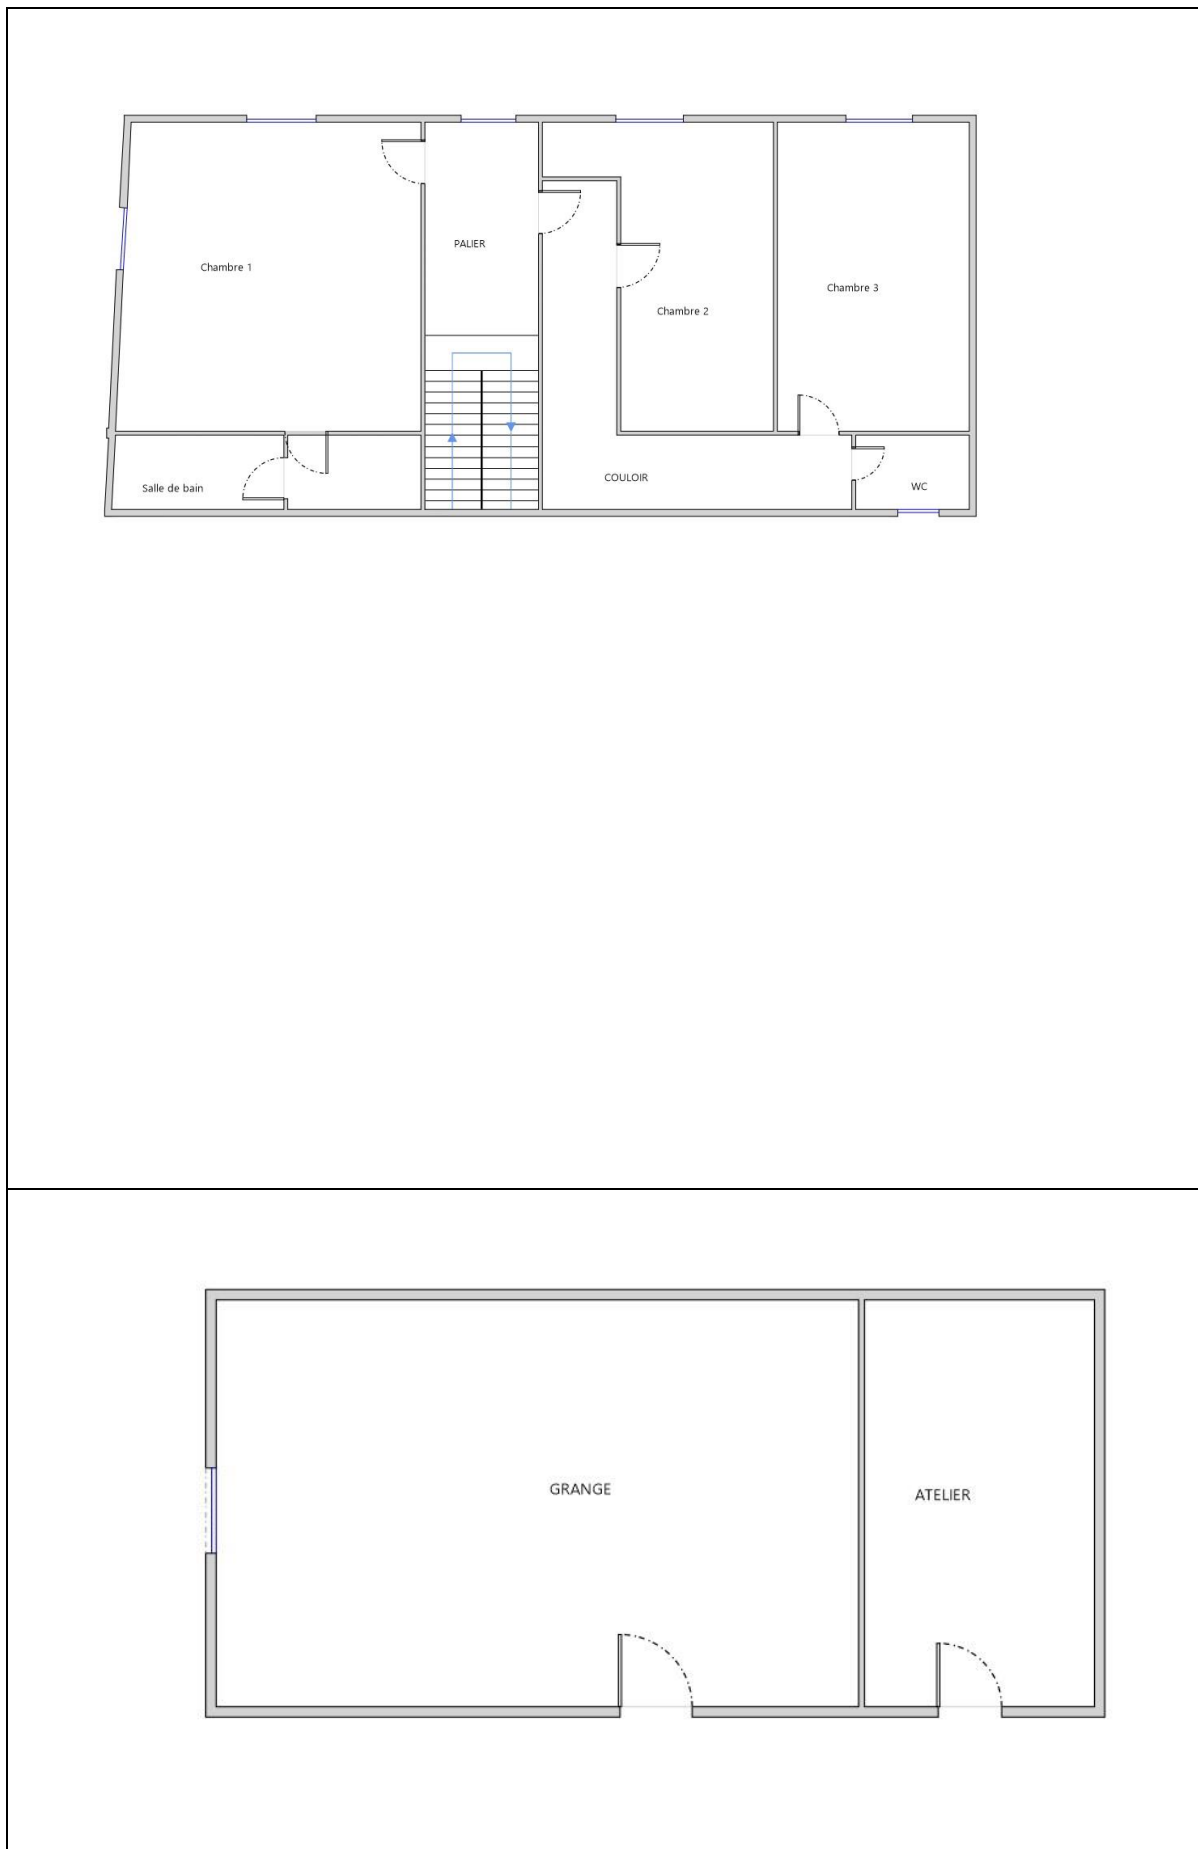 PALIER
Chambre 1
Chambre 3
Chambre 2
COULOIR
WC
Salle de bain
GRANGE
ATELIER